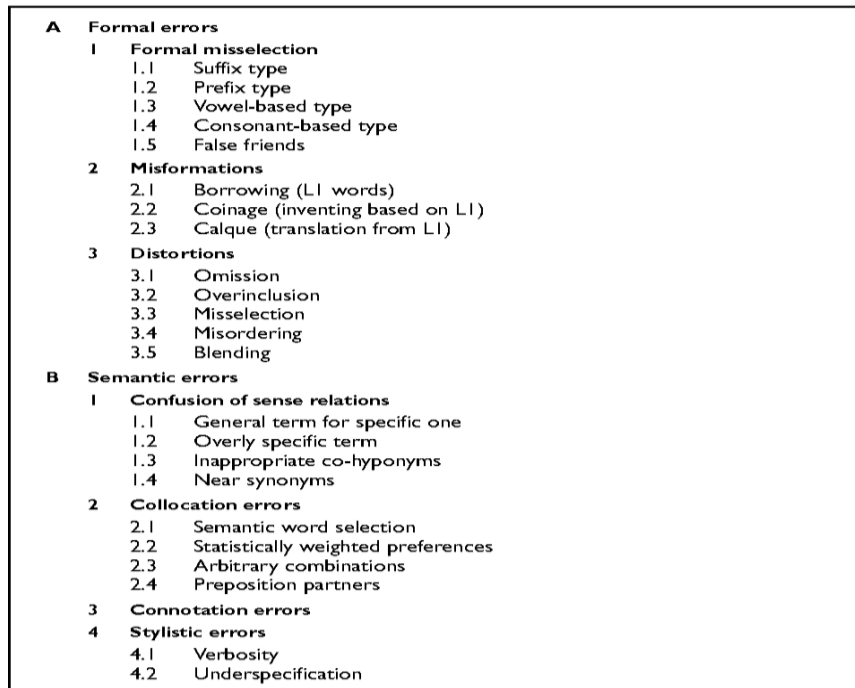 A Formal errors
1 Formal misselection
1.1 Suffix type
1.2 Prefix type
1.3 Vowel-based type
1.4 Consonant-based type
1.5 False friends
2 Misformations
2.1 Borrowing (L1 words)
2.2 Coinage (inventing based on L1)
2.3 Calque (translation from L1)
3 Distortions
3.1 Omission
3.2 Overinclusion
3.3 Misselection
3.4 Misordering
3.5 Blending
B Semantic errors
1 Confusion of sense relations
1.1 General term for specific one
1.2 Overly specific term
1.3 Inappropriate co-hyponyms
1.4 Near synonyms
2 Collocation errors
2.1 Semantic word selection
2.2 Statistically weighted preferences
2.3 Arbitrary combinations
2.4 Preposition partners
3 Connotation errors
4 Stylistic errors
4.1 Verbosity
4.2 Underspecification